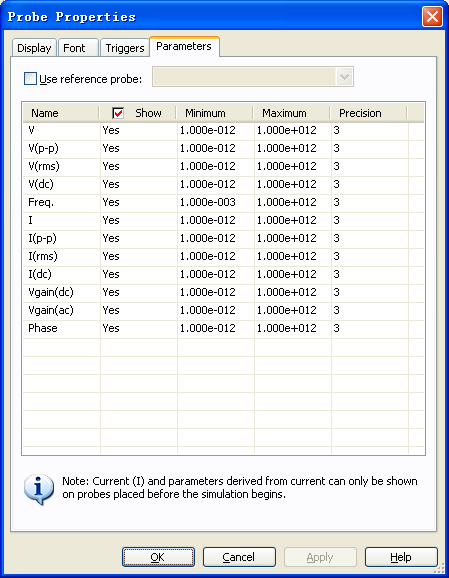 Probe Properties
Display Font Triggers Parameters
Use reference probe:
Name Show Minimum Maximum Precision
V Yes 1.000e-012 1.000e+012 3
V(p-p) Yes 1.000e-012 1.000e+012 3
V(rms) Yes 1.000e-012 1.000e+012 3
V(dc) Yes 1.000e-012 1.000e+012 3
Freq. Yes 1.000e-003 1.000e+012 3
I Yes 1.000e-012 1.000e+012 3
I(p-p) Yes 1.000e-012 1.000e+012 3
I(rms) Yes 1.000e-012 1.000e+012 3
I(dc) Yes 1.000e-012 1.000e+012 3
Vgain(dc) Yes 1.000e-012 1.000e+012 3
Vgain(ac) Yes 1.000e-012 1.000e+012 3
Phase Yes 1.000e-012 1.000e+012 3
Note: Current (I) and parameters derived from current can only be shown
on probes placed before the simulation begins.
OK Cancel Apply Help